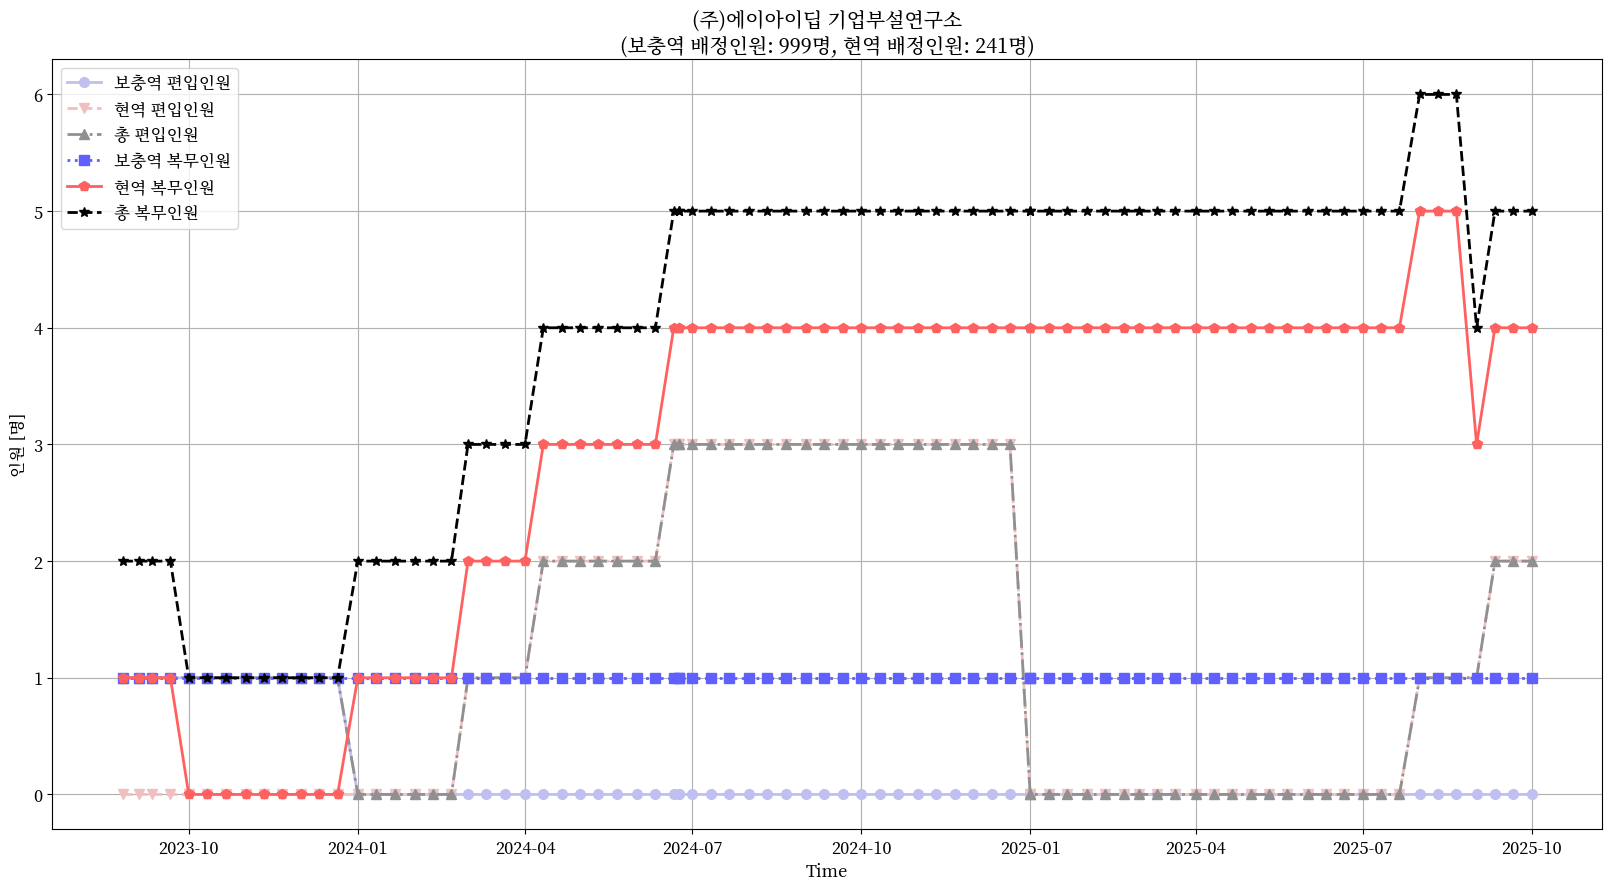 (주)에이아이딥 기업부설연구소
(보충역 배정인원: 999명, 현역 배정인원: 241명)
보충역 편입인원
현역 편입인원
총 편입인원
보충역 복무인원
현역 복무인원
총 복무인원
인원 [명]
6
5
4
3
2
1
0
2023-10
2024-01
2024-04
2024-07
2024-10
2025-01
2025-04
2025-07
2025-10
Time